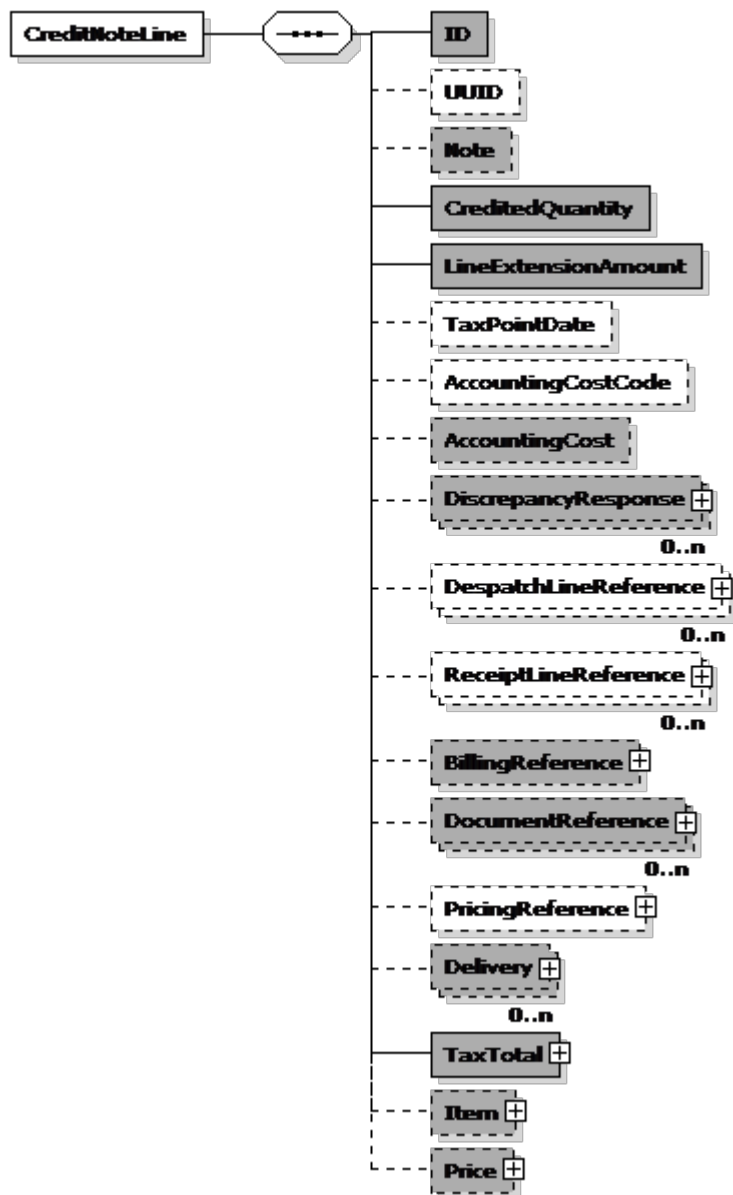 CreditNoteLine
ID
UUID
Note
CreditedQuantity
LineExtensionAmount
TaxPointDate
AccountingCostCode
AccountingCost
DiscrepancyResponse
0..n
DespatchLineReference
0..n
ReceiptLineReference
0..n
BillingReference
DocumentReference
0..n
PricingReference
Delivery
0..n
TaxTotal
Item
Price